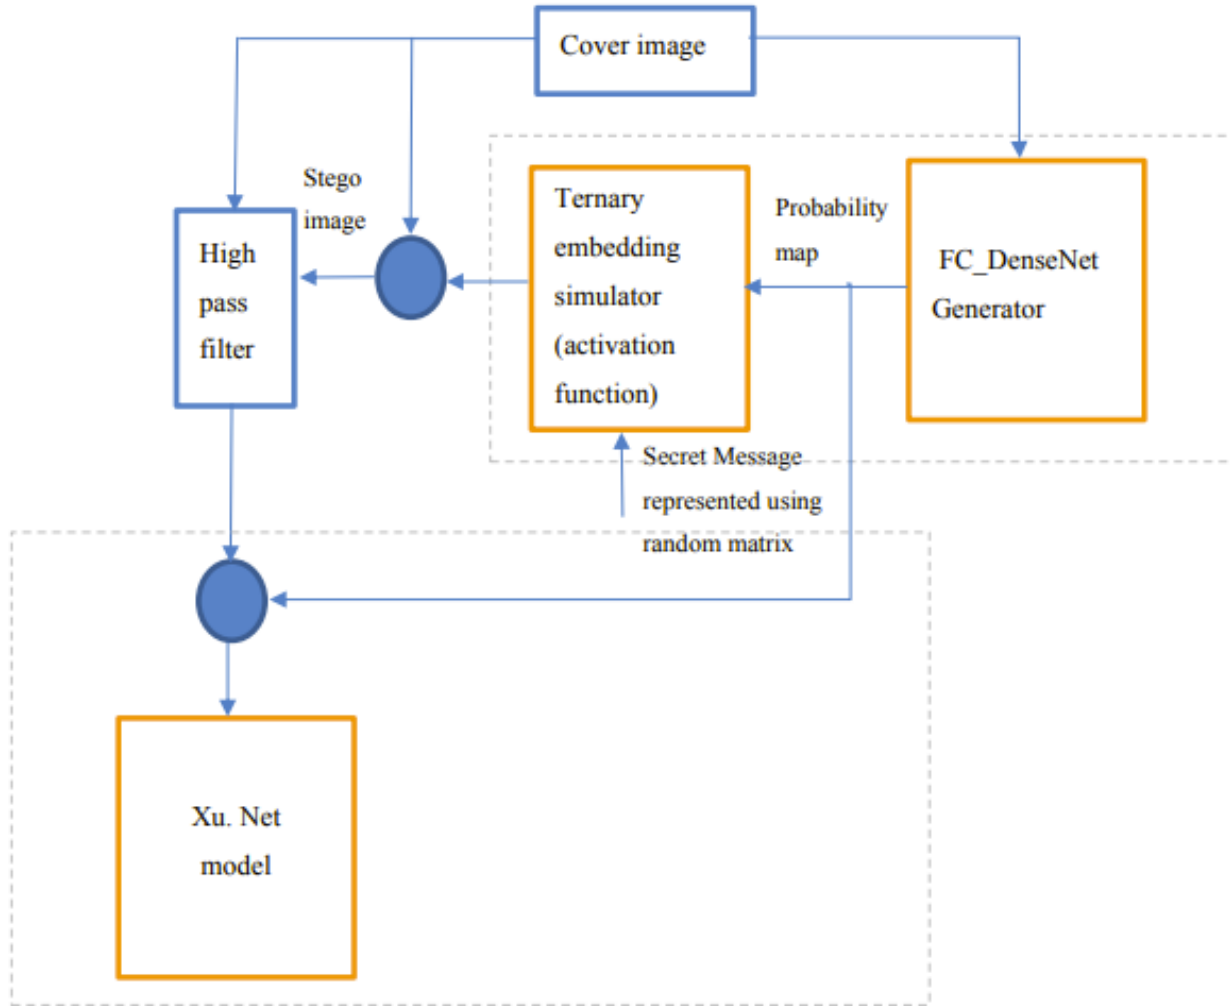 Cover image
Stego
image
High
pass
filter
Ternary
embedding
simulator
(activation
function)
Probability
map
FC_DenseNet
Generator
Secret Message
represented using
random matrix
Xu. Net
model